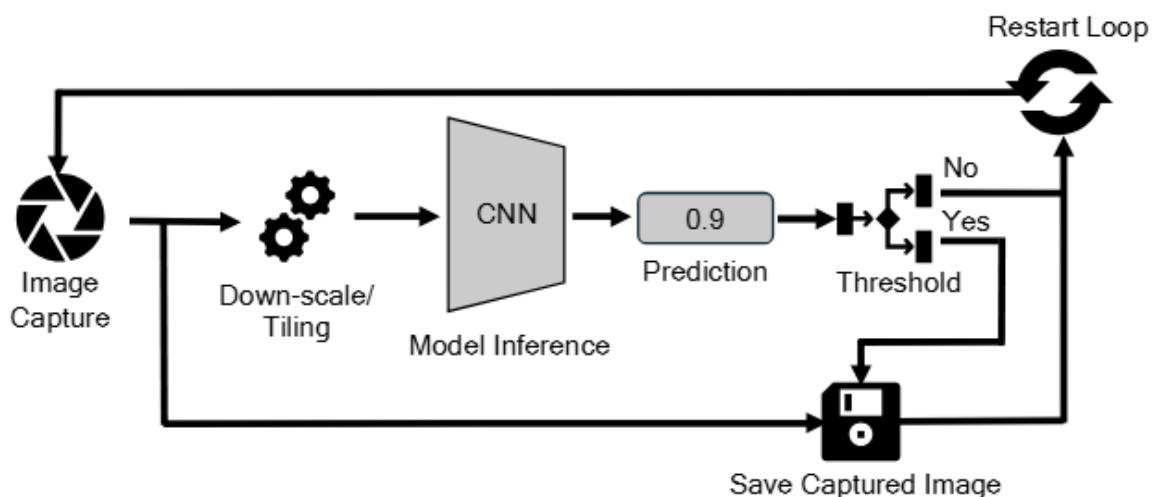 Restart Loop
No
CNN
0.9
Yes
Prediction
Threshold
Image
Capture
Down-scale/
Tiling
Model Inference
Save Captured Image